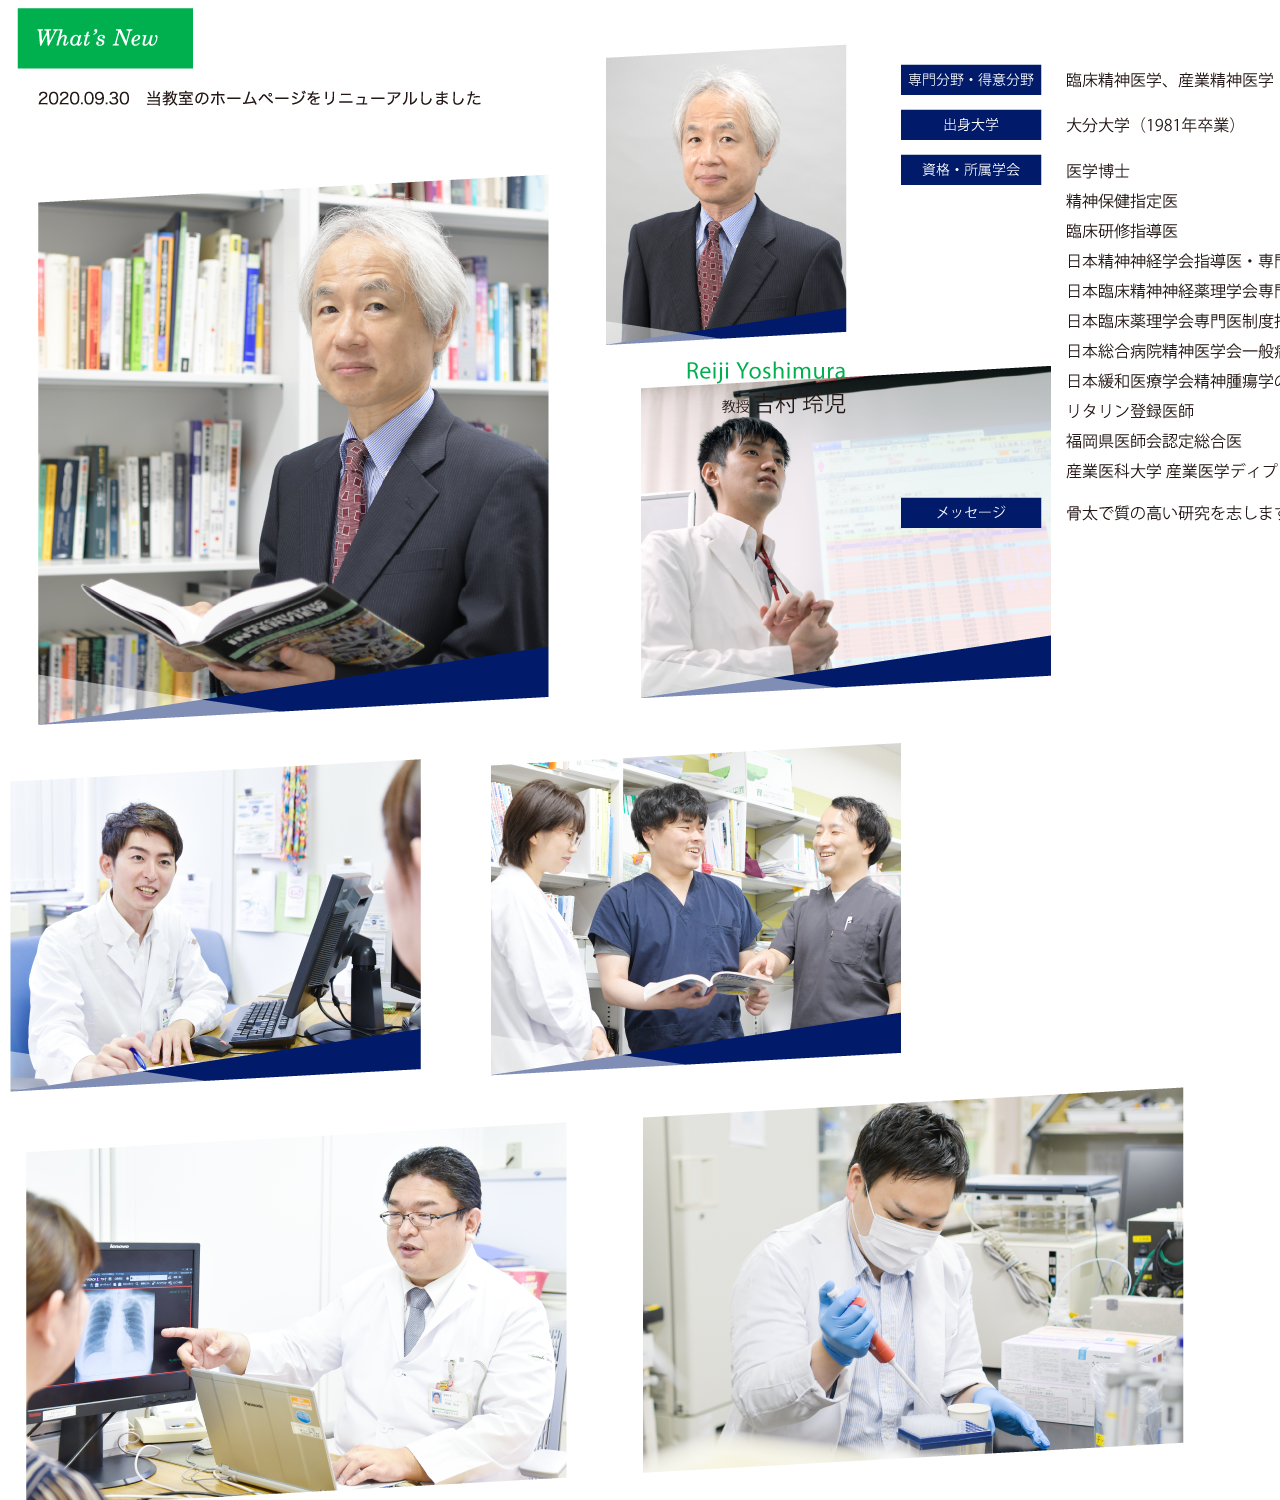 What's New
2020.09.30 当教室のホームページをリニューアルしました
専門分野・得意分野 臨床精神医学、産業精神医学
出身大学 大分大学（1981年卒業）
資格・所属学会 医学博士
精神保健指定医
臨床研修指導医
日本精神神経学会指導医・専門
日本臨床精神神経薬理学会専門
日本臨床薬理学会専門医制度指
日本総合病院精神医学会一般病
日本緩和医療学会精神腫瘍学の
リタリン登録医師
福岡県医師会認定総合医
産業医科大学 産業医学ディプ
メッセージ 骨太で質の高い研究を志します
Reiji Yoshimura
教授 吉村 玲児
INTERVIEW
lenovo
Panasonic